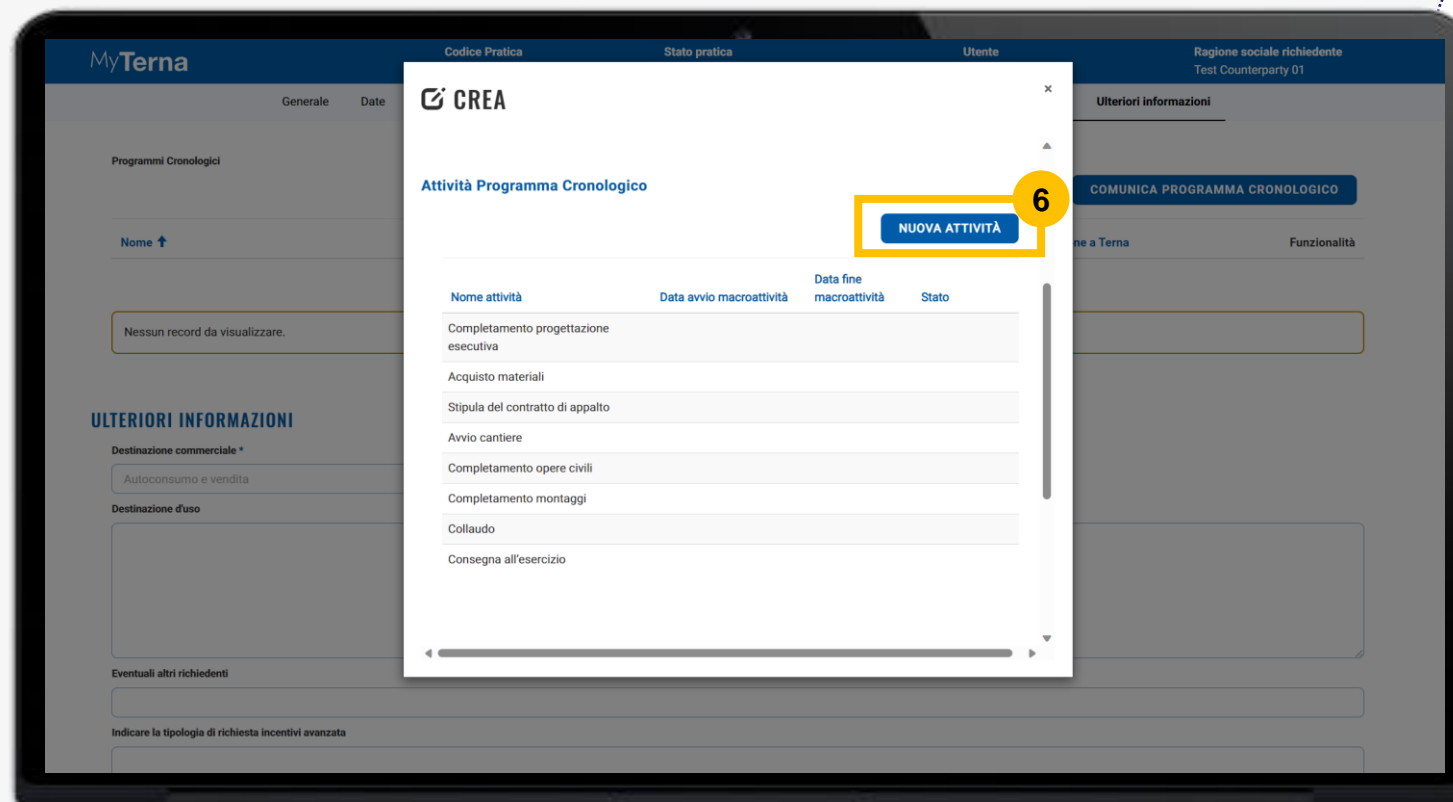 MyTerna
Codice Pratica
Stato pratica
Utente
Ragione sociale richiedente
Test Counterparty 01
Generale
Date
Ulteriori informazioni
CREA
×
Programmi Cronologici
Attività Programma Cronologico
COMUNICA PROGRAMMA CRONOLOGICO
6
NUOVA ATTIVITÀ
Nome ↑
ne a Terna
Funzionalità
Nome attività
Data avvio macroattività
Data fine
macroattività
Stato
Completamento progettazione
esecutiva
Acquisto materiali
Stipula del contratto di appalto
Avvio cantiere
Completamento opere civili
Completamento montaggi
Collaudo
Consegna all'esercizio
Nessun record da visualizzare.
ULTERIORI INFORMAZIONI
Destinazione commerciale *
Autoconsumo e vendita
Destinazione d'uso
Eventuali altri richiedenti
Indicare la tipologia di richiesta incentivi avanzata